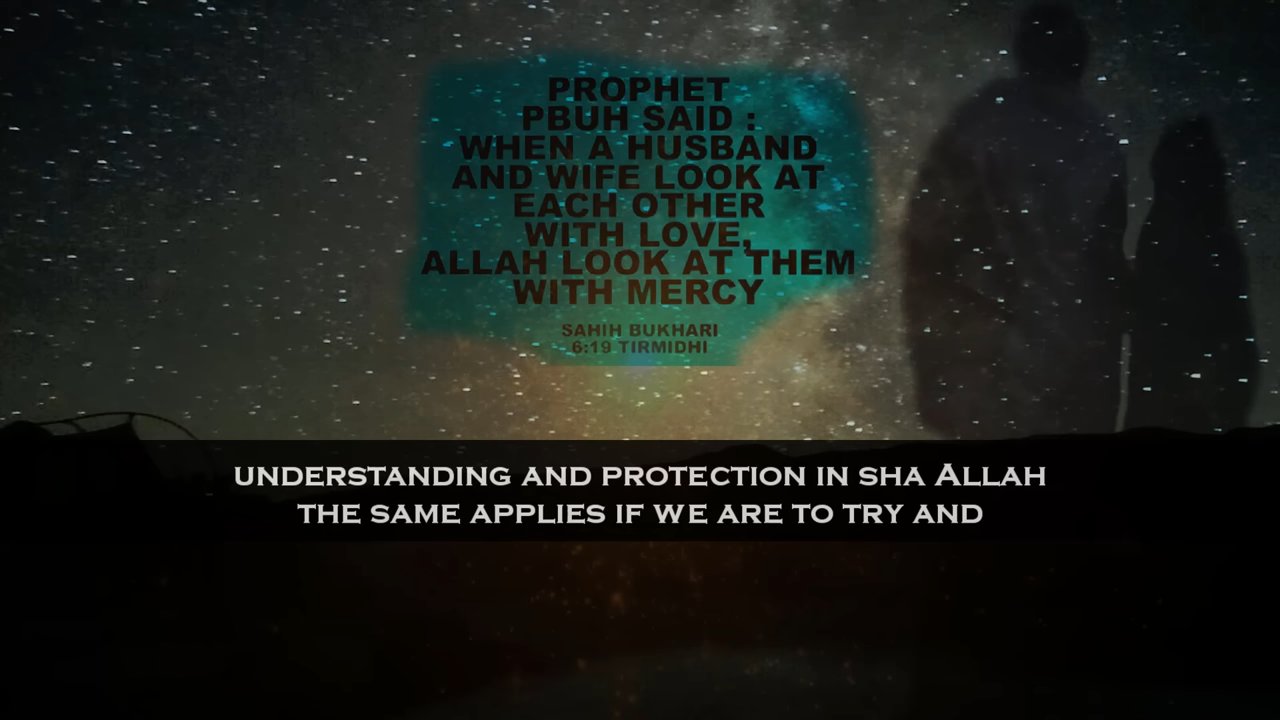 PROPHET
PBUH SAID :
WHEN A HUSBAND
AND WIFE LOOK AT
EACH OTHER
WITH LOVE,
ALLAH LOOK AT THEM
WITH MERCY
SAHIH BUKHARI
6:19 TIRMIDHI
UNDERSTANDING AND PROTECTION IN SHA ALLAH
THE SAME APPLIES IF WE ARE TO TRY AND